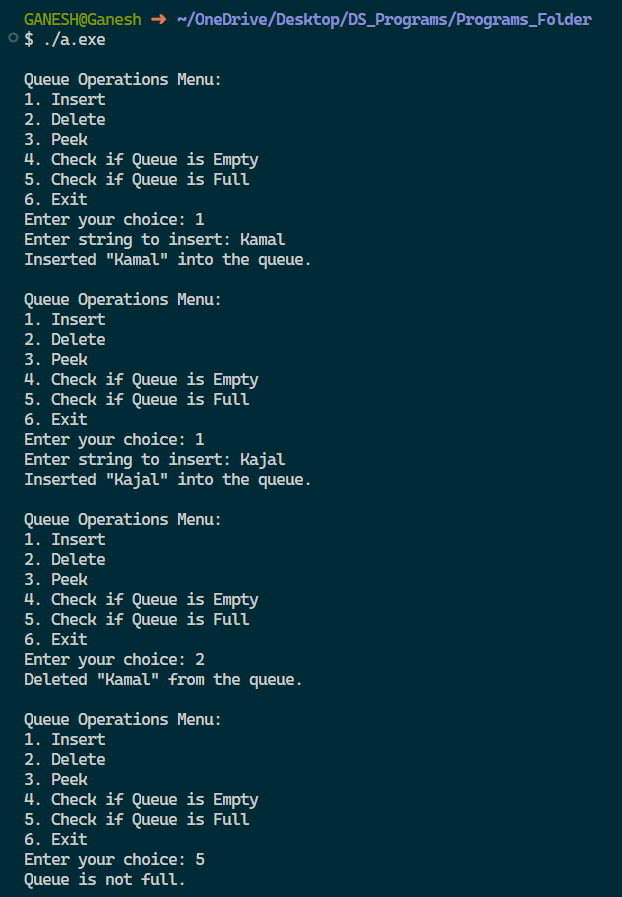 GANESH@Ganesh ➜ ~/OneDrive/Desktop/DS_Programs/Programs_Folder
$ ./a.exe
Queue Operations Menu:
1. Insert
2. Delete
3. Peek
4. Check if Queue is Empty
5. Check if Queue is Full
6. Exit
Enter your choice: 1
Enter string to insert: Kamal
Inserted "Kamal" into the queue.
Queue Operations Menu:
1. Insert
2. Delete
3. Peek
4. Check if Queue is Empty
5. Check if Queue is Full
6. Exit
Enter your choice: 1
Enter string to insert: Kajal
Inserted "Kajal" into the queue.
Queue Operations Menu:
1. Insert
2. Delete
3. Peek
4. Check if Queue is Empty
5. Check if Queue is Full
6. Exit
Enter your choice: 2
Deleted "Kamal" from the queue.
Queue Operations Menu:
1. Insert
2. Delete
3. Peek
4. Check if Queue is Empty
5. Check if Queue is Full
6. Exit
Enter your choice: 5
Queue is not full.